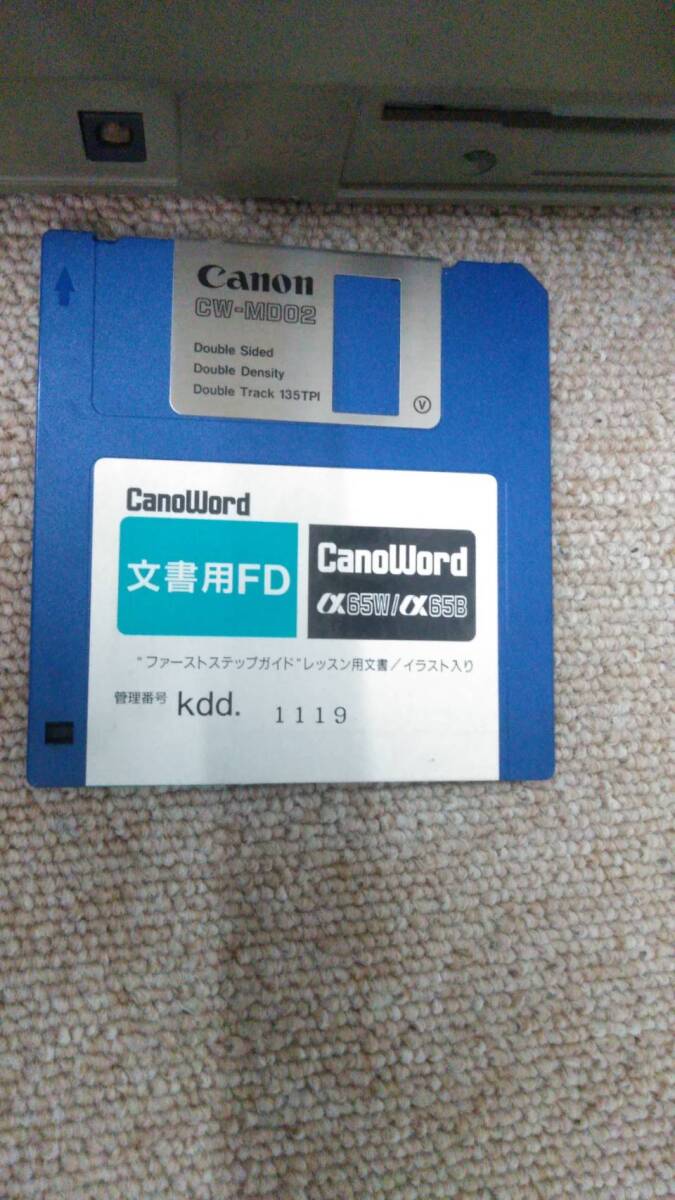 Canon
CW-MD02
Double Sided
Double Density
Double Track 135TPI
V
CanoWord
文書用FD
CanoWord
α65W/α65B
"ファーストステップガイド"レッスン用文書/イラスト入り
管理番号 kdd. 1119